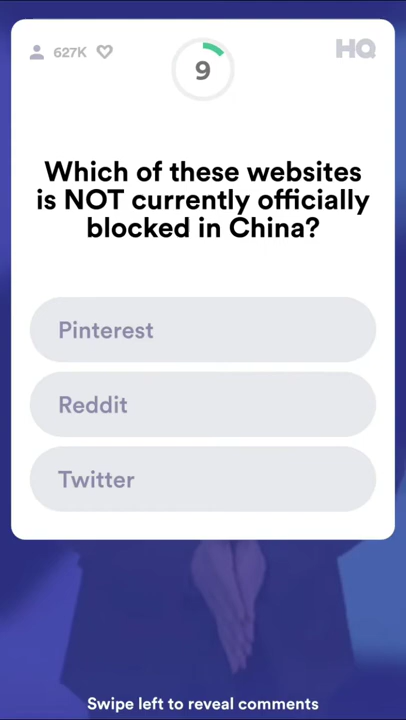 627K
9
HQ
Which of these websites
is NOT currently officially
blocked in China?
Pinterest
Reddit
Twitter
Swipe left to reveal comments